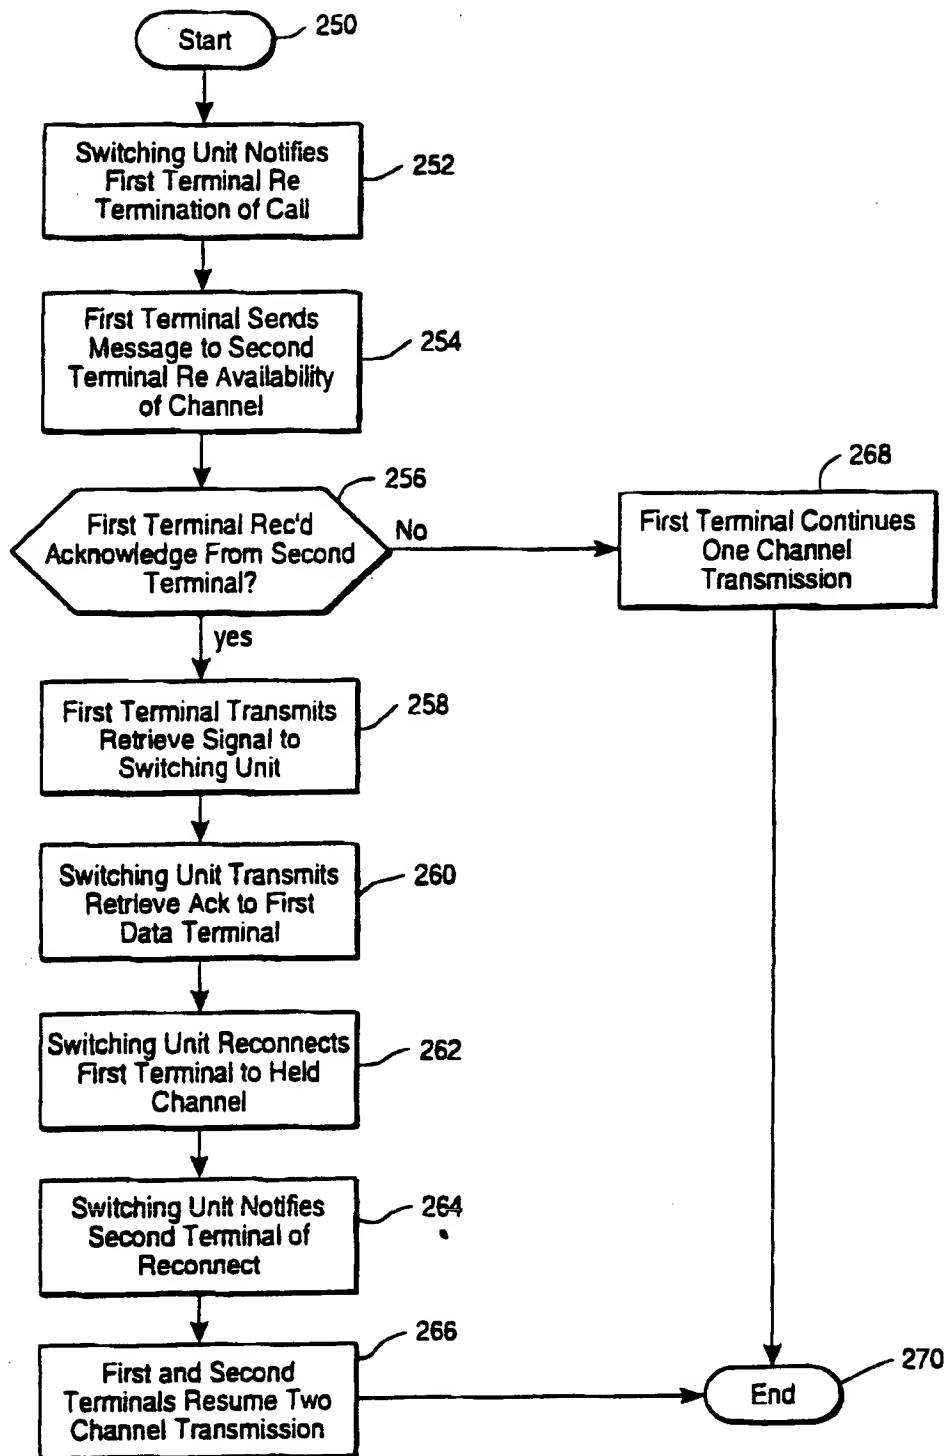 Start
250
Switching Unit Notifies
First Terminal Re
Termination of Call
252
First Terminal Sends
Message to Second
Terminal Re Availability
of Channel
254
First Terminal Rec'd
Acknowledge From Second
Terminal?
256
No
yes
268
First Terminal Continues
One Channel
Transmission
First Terminal Transmits
Retrieve Signal to
Switching Unit
258
Switching Unit Transmits
Retrieve Ack to First
Data Terminal
260
Switching Unit Reconnects
First Terminal to Held
Channel
262
Switching Unit Notifies
Second Terminal of
Reconnect
264
First and Second
Terminals Resume Two
Channel Transmission
266
End
270